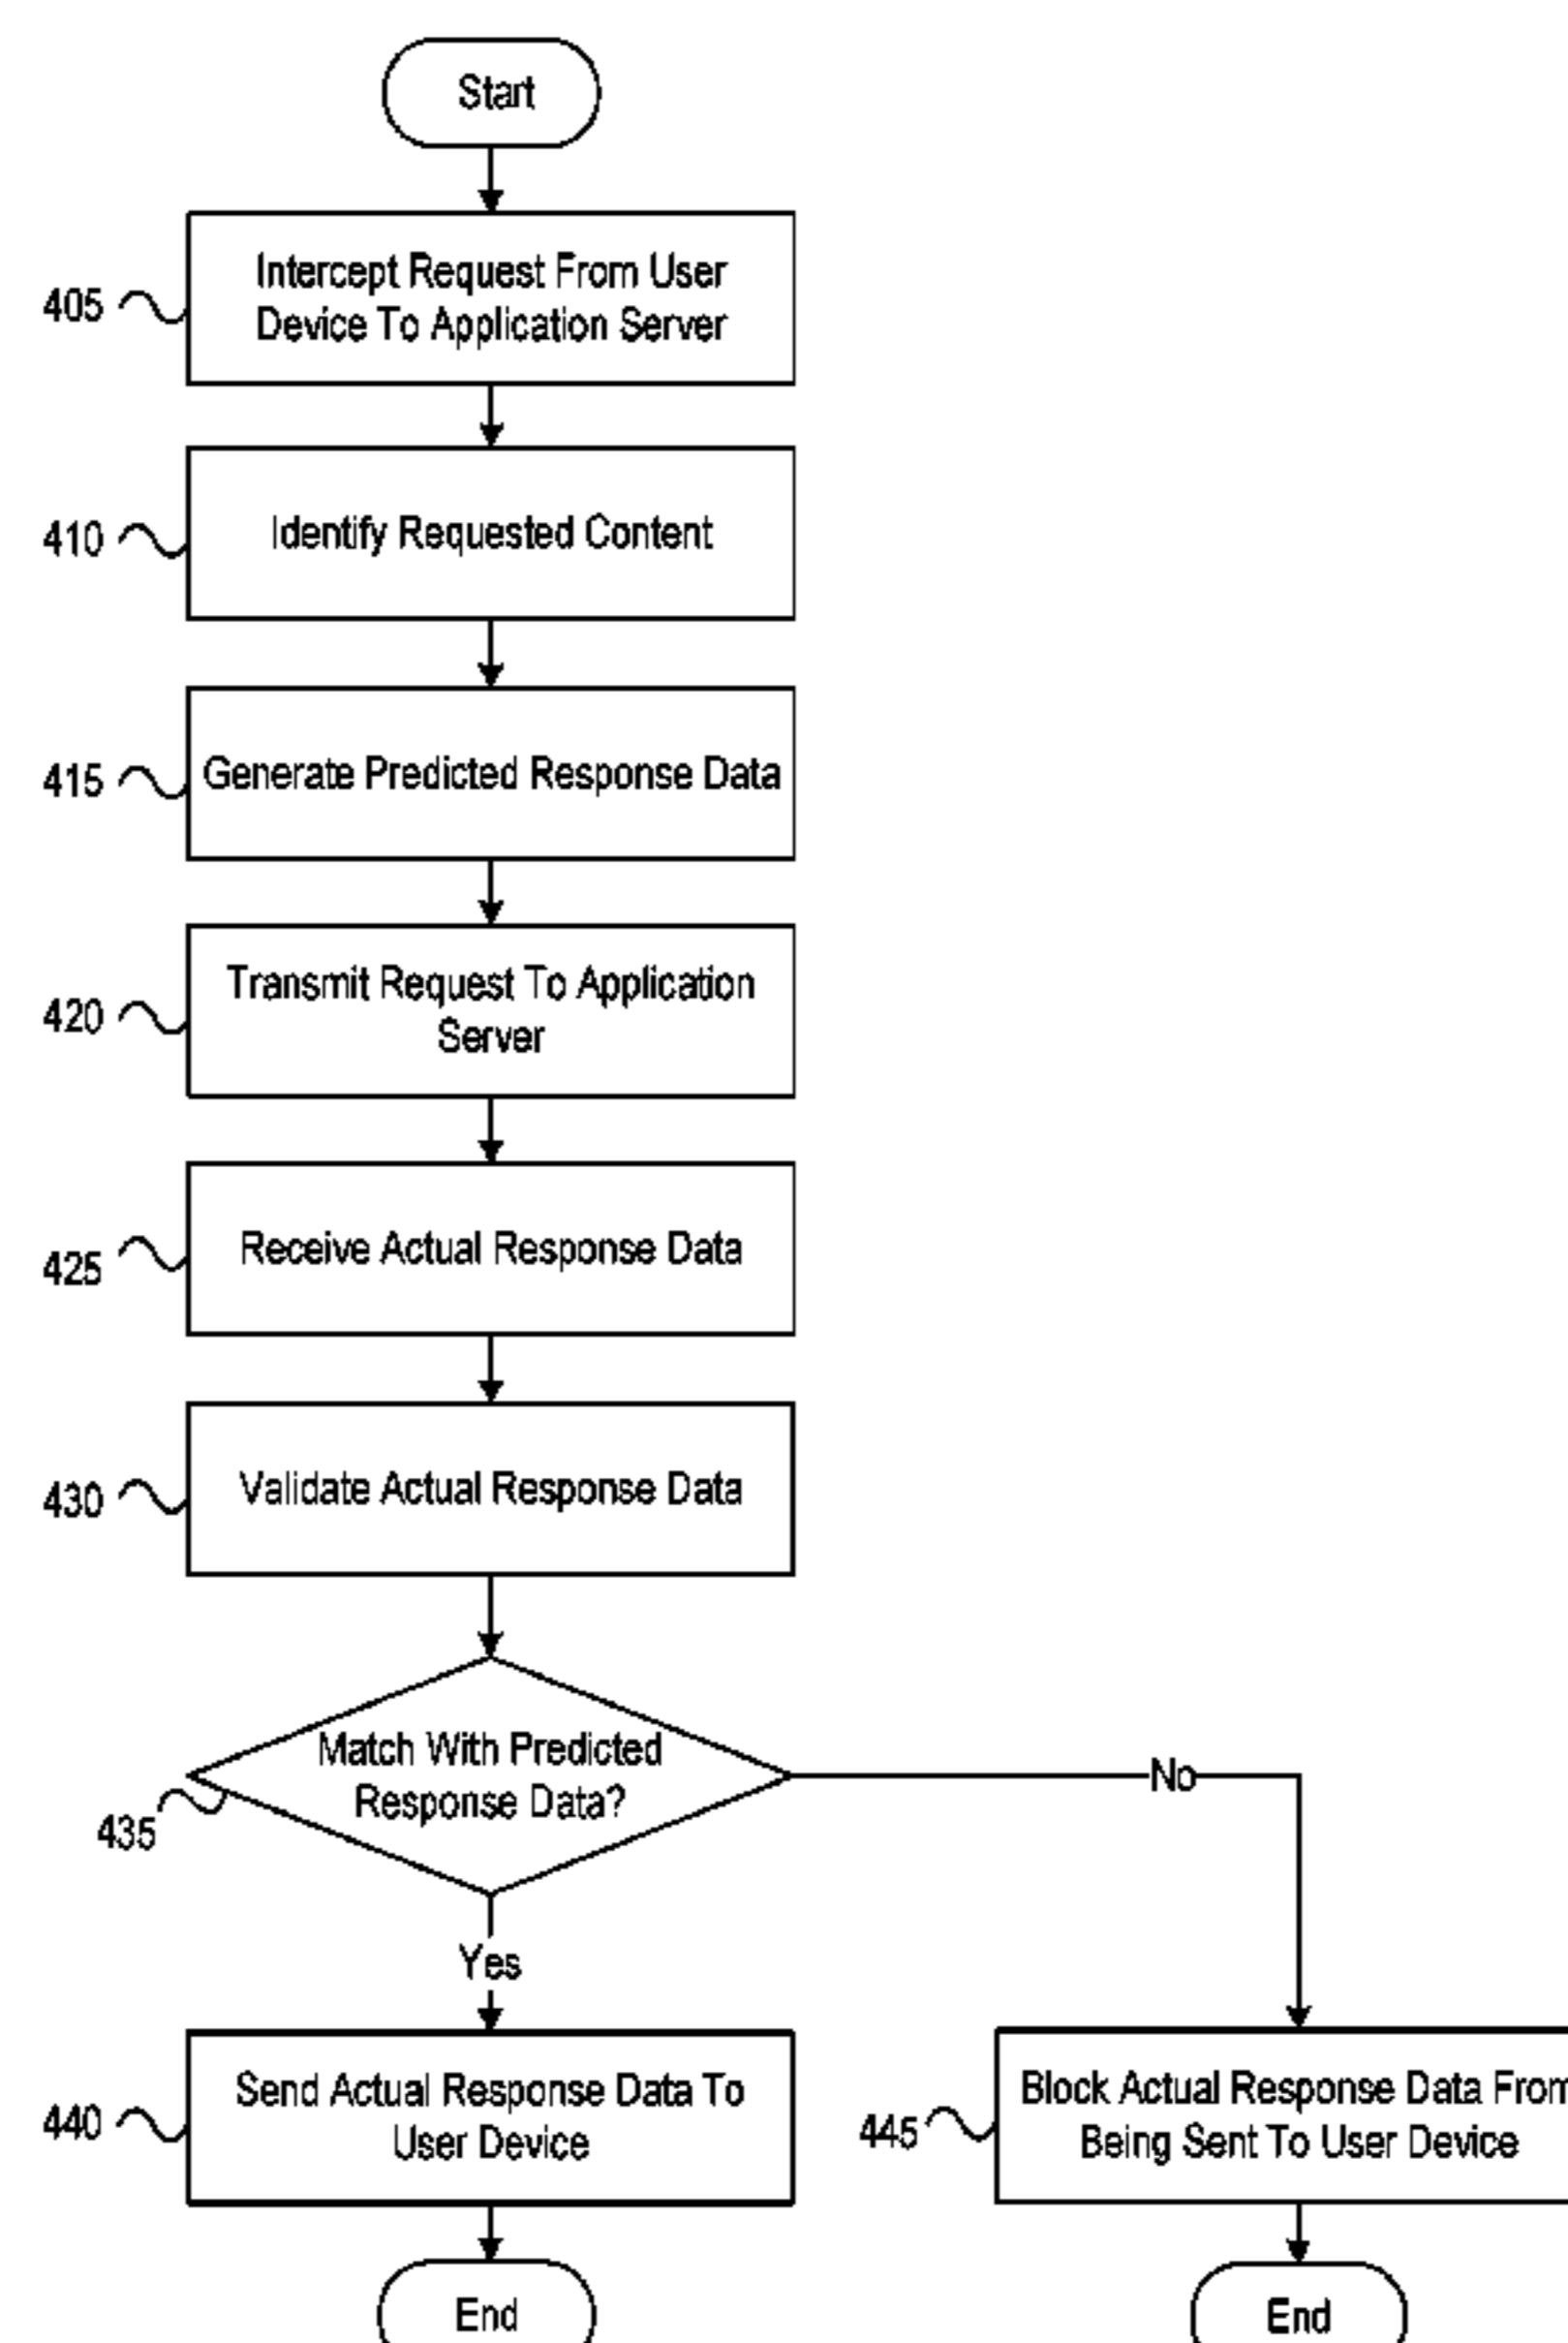 Start
405
Intercept Request From User
Device To Application Server
410
Identify Requested Content
415
Generate Predicted Response Data
420
Transmit Request To Application
Server
425
Receive Actual Response Data
430
Validate Actual Response Data
Match With Predicted
Response Data?
435
No
Yes
440
Send Actual Response Data To
User Device
445
Block Actual Response Data From
Being Sent To User Device
End
End